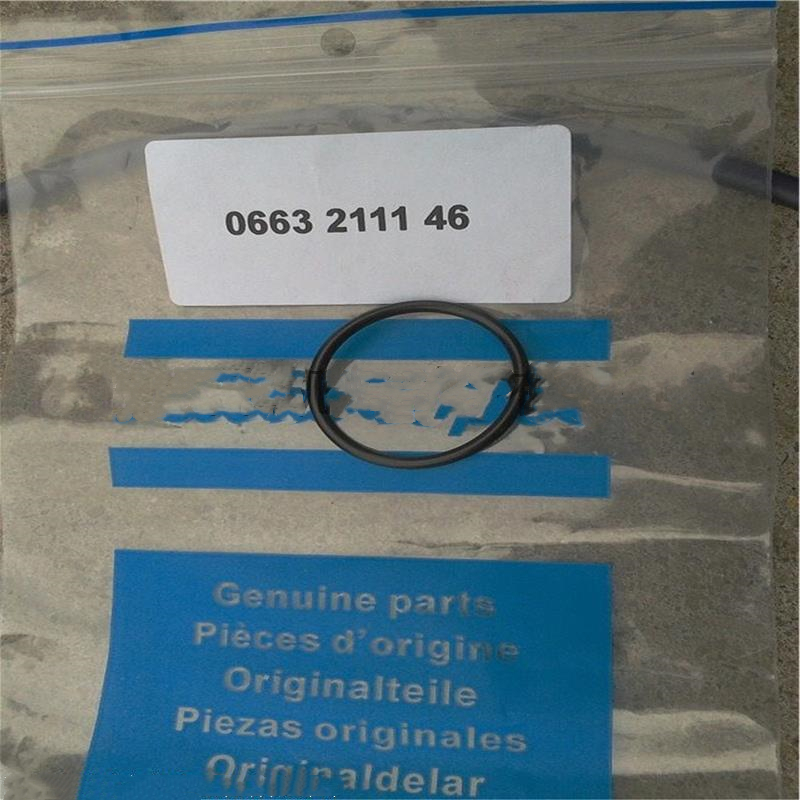 0663 2111 46
Genuine parts
Pièces d'origine
Originalteile
Piezas originales
Originaldelar